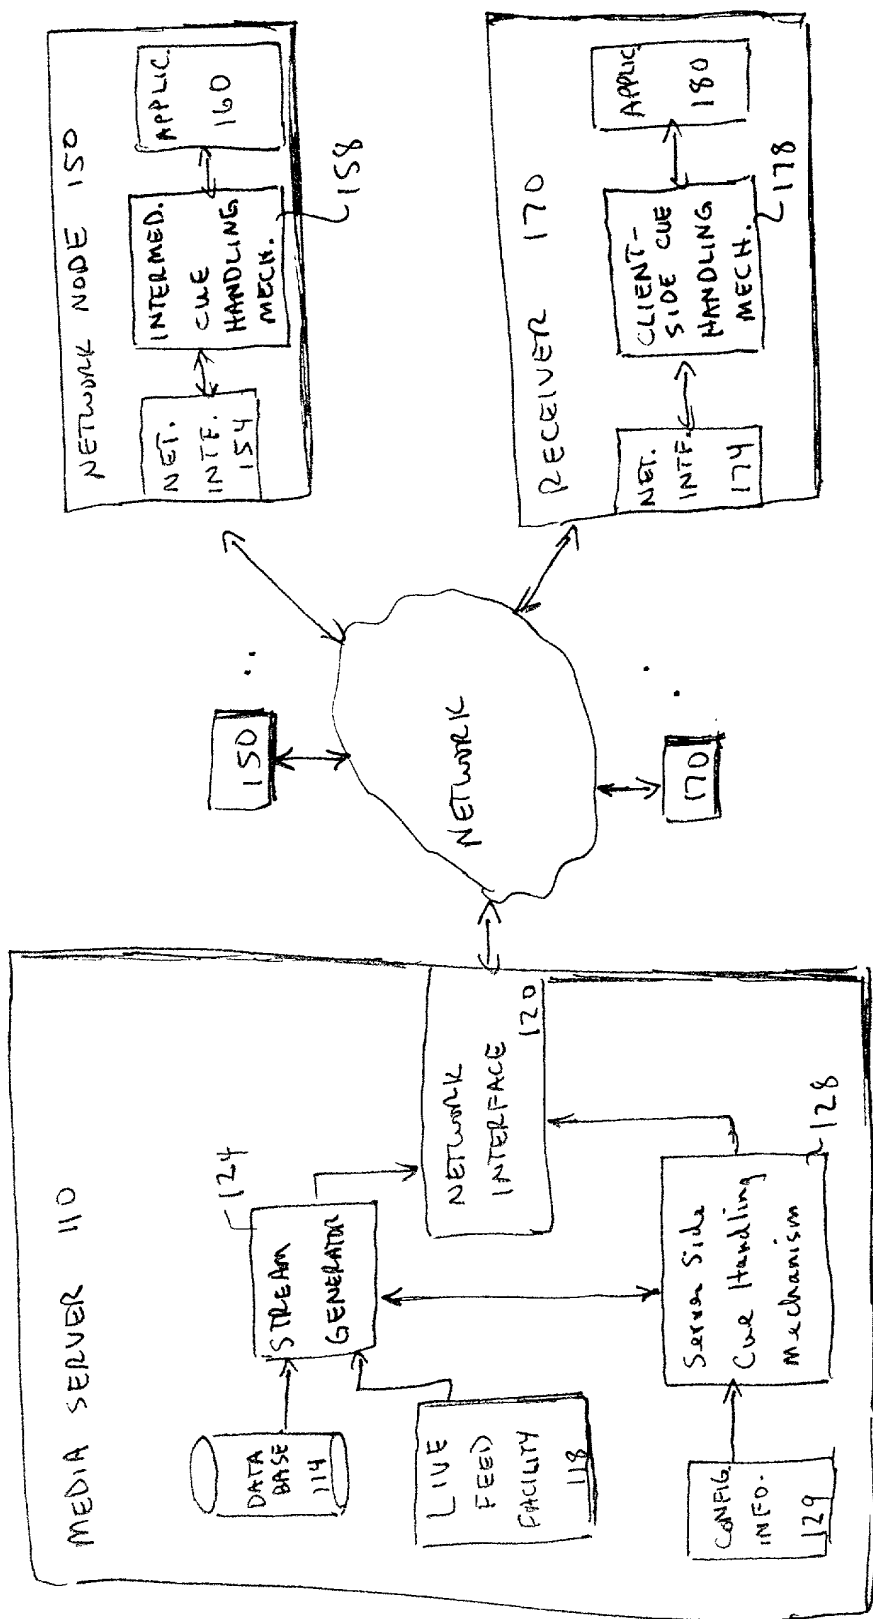 MEDIA SERVER 110
DATA
BASE
114
LIVE
FEED
FACILITY
118
CONFIG.
INFO.
129
STREAM
GENERATOR
124
Server Side
Cue Handling
Mechanism
128
NETWORK
INTERFACE
120
NETWORK
150
170
NETWORK NODE 150
NET.
INTF.
154
INTERMED.
CUE
HANDLING
MECH.
158
APPLIC.
160
RECEIVER 170
NET.
INTF.
174
CLIENT-
SIDE CUE
HANDLING
MECH.
178
APPLIC.
180